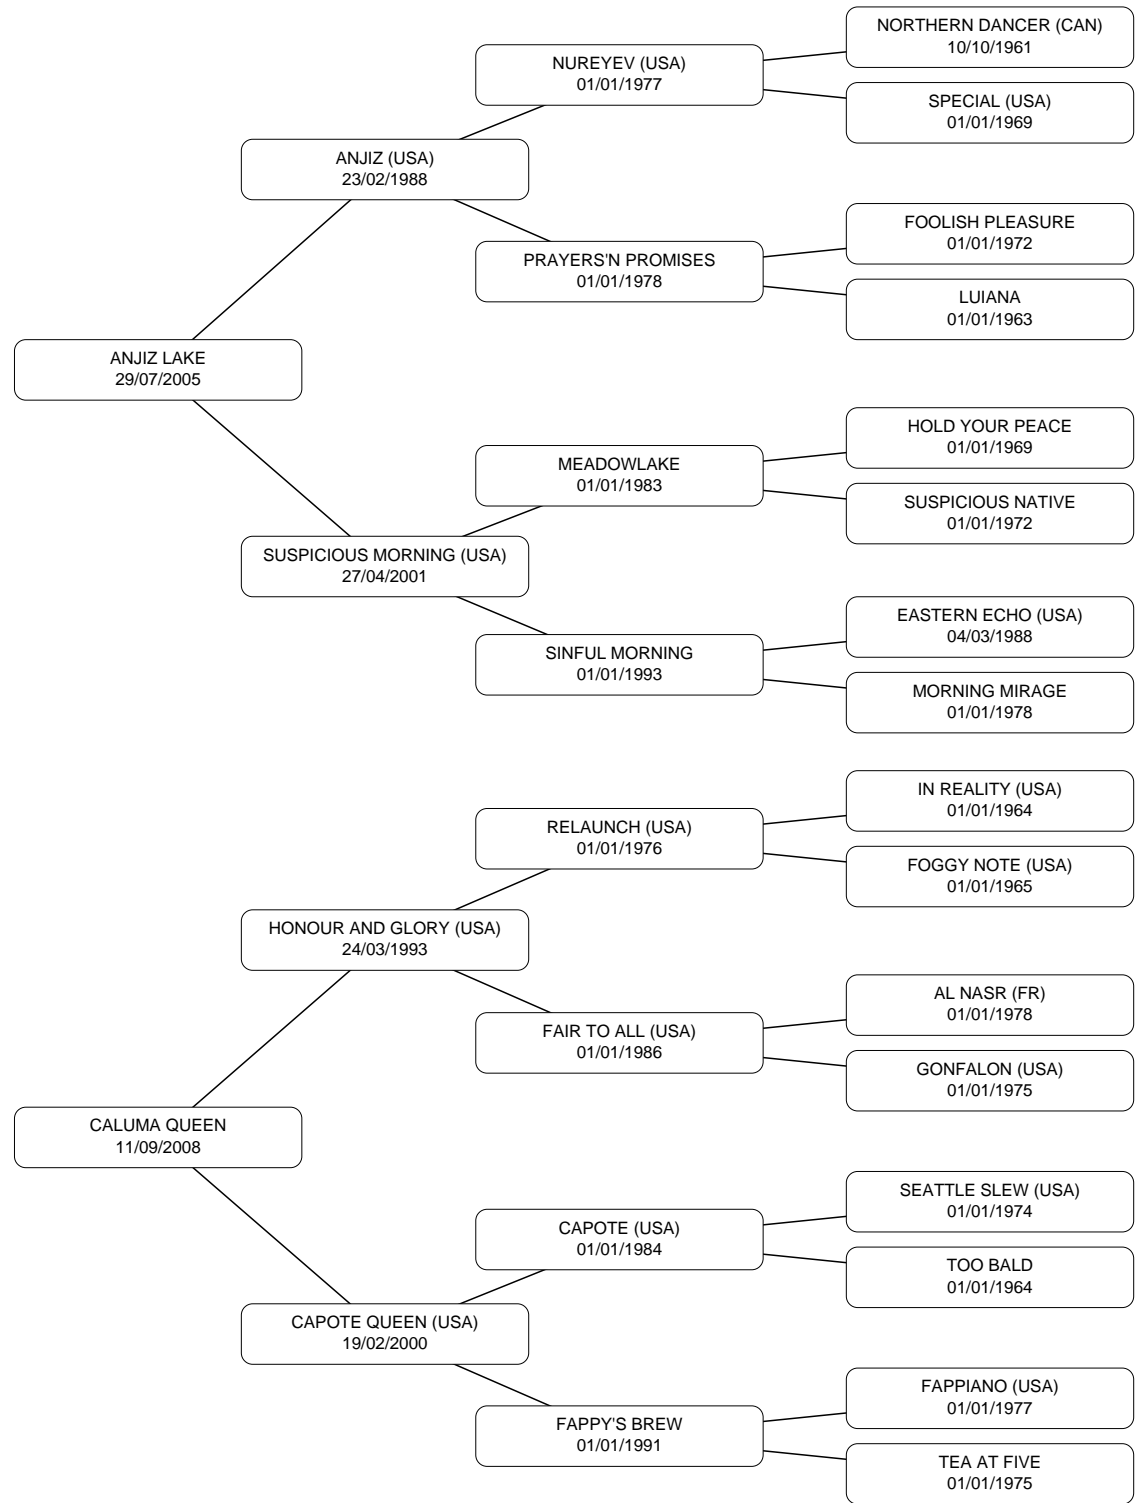 NORTHERN DANCER (CAN)
10/10/1961
NUREYEV (USA)
01/01/1977
SPECIAL (USA)
01/01/1969
ANJIZ (USA)
23/02/1988
FOOLISH PLEASURE
01/01/1972
PRAYERS'N PROMISES
01/01/1978
LUIANA
01/01/1963
ANJIZ LAKE
29/07/2005
HOLD YOUR PEACE
01/01/1969
MEADOWLAKE
01/01/1983
SUSPICIOUS NATIVE
01/01/1972
SUSPICIOUS MORNING (USA)
27/04/2001
EASTERN ECHO (USA)
04/03/1988
SINFUL MORNING
01/01/1993
MORNING MIRAGE
01/01/1978
IN REALITY (USA)
01/01/1964
RELAUNCH (USA)
01/01/1976
FOGGY NOTE (USA)
01/01/1965
HONOUR AND GLORY (USA)
24/03/1993
AL NASR (FR)
01/01/1978
FAIR TO ALL (USA)
01/01/1986
GONFALON (USA)
01/01/1975
CALUMA QUEEN
11/09/2008
SEATTLE SLEW (USA)
01/01/1974
CAPOTE (USA)
01/01/1984
TOO BALD
01/01/1964
CAPOTE QUEEN (USA)
19/02/2000
FAPPIANO (USA)
01/01/1977
FAPPY'S BREW
01/01/1991
TEA AT FIVE
01/01/1975